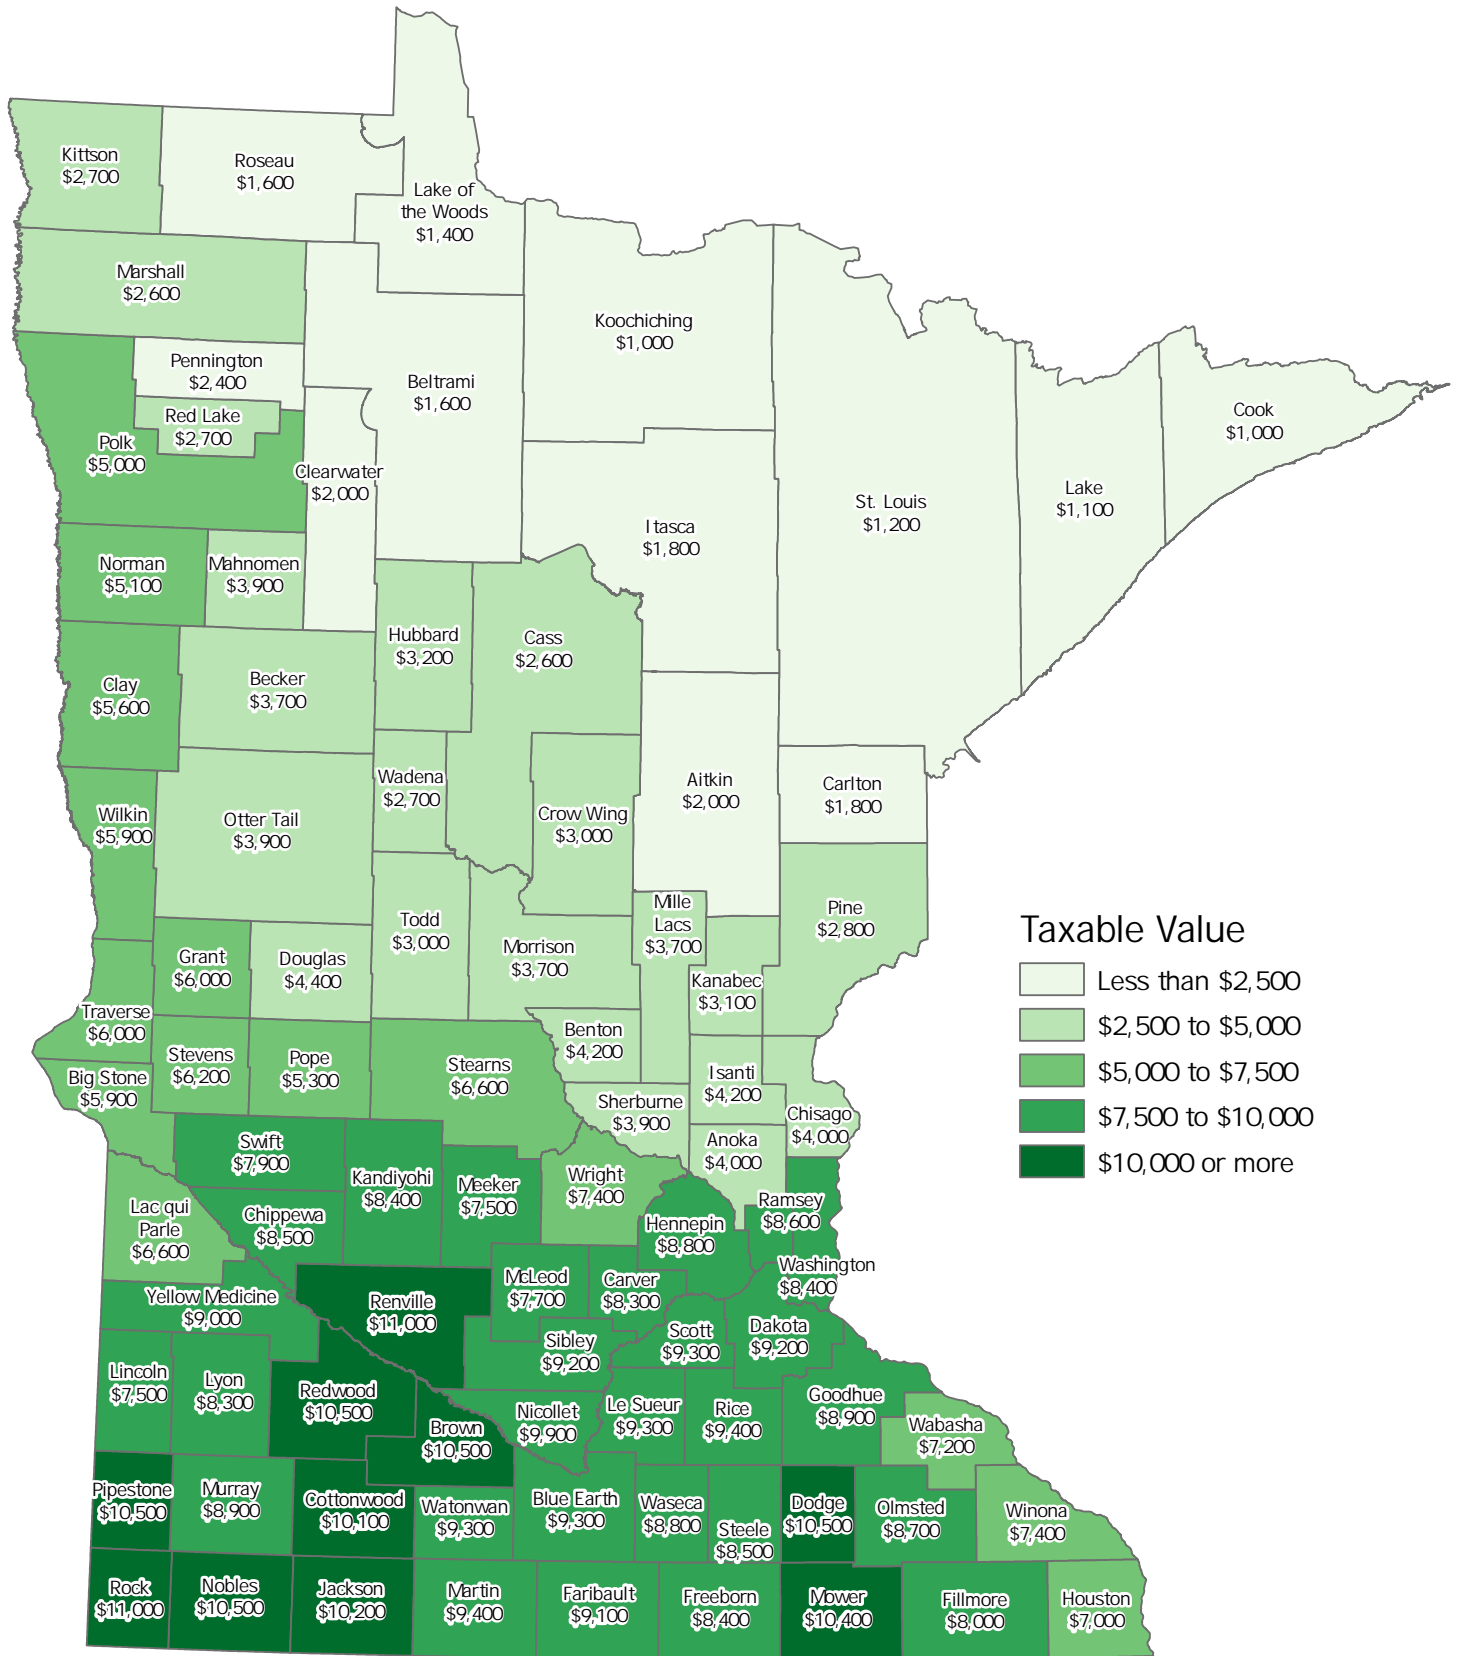 Kittson
$2,700
Roseau
$1,600
Lake of
the Woods
$1,400
Marshall
$2,600
Koochiching
$1,000
Pennington
$2,400
Beltrami
$1,600
Red Lake
$2,700
Polk
$5,000
Cook
$1,000
Clearwater
$2,000
Lake
$1,100
St. Louis
$1,200
Itasca
$1,800
Norman
$5,100
Mahnomen
$3,900
Hubbard
$3,200
Cass
$2,600
Clay
$5,600
Becker
$3,700
Wadena
$2,700
Aitkin
$2,000
Carlton
$1,800
Wilkin
$5,900
Otter Tail
$3,900
Crow Wing
$3,000
Mille
Lacs
$3,700
Pine
$2,800
Todd
$3,000
Morrison
$3,700
Grant
$6,000
Douglas
$4,400
Kanabec
$3,100
Traverse
$6,000
Benton
$4,200
Stevens
$6,200
Pope
$5,300
Stearns
$6,600
Isanti
$4,200
Big Stone
$5,900
Sherburne
$3,900
Chisago
$4,000
Swift
$7,900
Anoka
$4,000
Kandiyohi
$8,400
Meeker
$7,500
Wright
$7,400
Lac qui
Parle
$6,600
Chippewa
$8,500
Hennepin
$8,800
Ramsey
$8,600
Washington
$8,400
Yellow Medicine
$9,000
Renville
$11,000
McLeod
$7,700
Carver
$8,300
Scott
$9,300
Dakota
$9,200
Sibley
$9,200
Lincoln
$7,500
Lyon
$8,300
Redwood
$10,500
Brown
$10,500
Nicollet
$9,900
Le Sueur
$9,300
Rice
$9,400
Goodhue
$8,900
Wabasha
$7,200
Pipestone
$10,500
Murray
$8,900
Cottonwood
$10,100
Watonwan
$9,300
Blue Earth
$9,300
Waseca
$8,800
Steele
$8,500
Dodge
$10,500
Olmsted
$8,700
Winona
$7,400
Rock
$11,000
Nobles
$10,500
Jackson
$10,200
Martin
$9,400
Faribault
$9,100
Freeborn
$8,400
Mower
$10,400
Fillmore
$8,000
Houston
$7,000
Taxable Value
Less than $2,500
$2,500 to $5,000
$5,000 to $7,500
$7,500 to $10,000
$10,000 or more